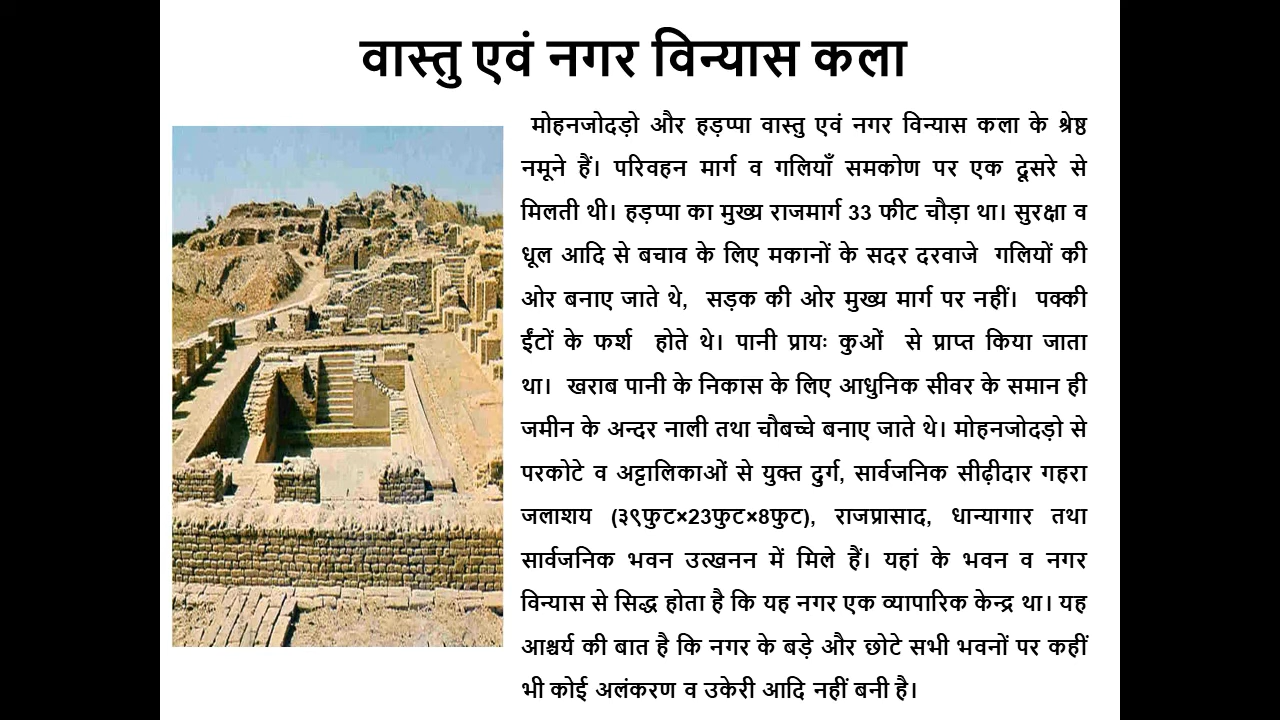 वास्तु एवं नगर विन्यास कला
मोहनजोदड़ो और हड़प्पा वास्तु एवं नगर विन्यास कला के श्रेष्ठ
नमूने हैं। परिवहन मार्ग व गलियाँ समकोण पर एक दूसरे से
मिलती थी। हड़प्पा का मुख्य राजमार्ग 33 फीट चौड़ा था। सुरक्षा व
धूल आदि से बचाव के लिए मकानों के सदर दरवाजे गलियों की
ओर बनाए जाते थे, सड़क की ओर मुख्य मार्ग पर नहीं। पक्की
ईंटों के फर्श होते थे। पानी प्रायः कुओं से प्राप्त किया जाता
था। खराब पानी के निकास के लिए आधुनिक सीवर के समान ही
जमीन के अन्दर नाली तथा चौबच्चे बनाए जाते थे। मोहनजोदड़ो से
परकोटे व अट्टालिकाओं से युक्त दुर्ग, सार्वजनिक सीढ़ीदार गहरा
जलाशय (३९फुट×23फुट×8फुट), राजप्रासाद, धान्यागार तथा
सार्वजनिक भवन उत्खनन में मिले हैं। यहां के भवन व नगर
विन्यास से सिद्ध होता है कि यह नगर एक व्यापारिक केन्द्र था। यह
आश्चर्य की बात है कि नगर के बड़े और छोटे सभी भवनों पर कहीं
भी कोई अलंकरण व उकेरी आदि नहीं बनी है।